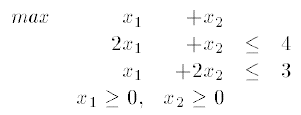 max x₁ +x₂
2x₁ +x₂ ≤ 4
x₁ +2x₂ ≤ 3
x₁ ≥ 0, x₂ ≥ 0